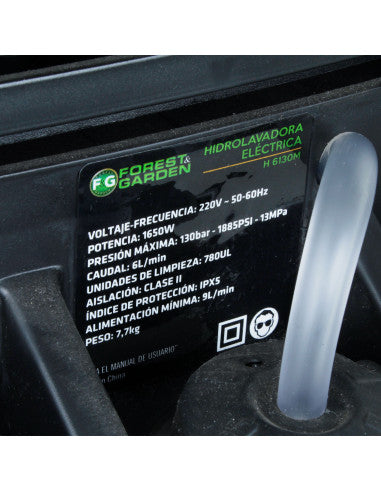 F&G FOREST& GARDEN
HIDROLAVADORA
ELÉCTRICA
H 6130M
VOLTAJE-FRECUENCIA: 220V ~ 50-60Hz
POTENCIA: 1650W
PRESIÓN MÁXIMA: 130bar - 1885PSI - 13MPa
CAUDAL: 6L/min
UNIDADES DE LIMPIEZA: 780UL
AISLACIÓN: CLASE II
ÍNDICE DE PROTECCIÓN: IPX5
ALIMENTACIÓN MÍNIMA: 9L/min
PESO: 7,7kg
A EL MANUAL DE USUARIO"
China